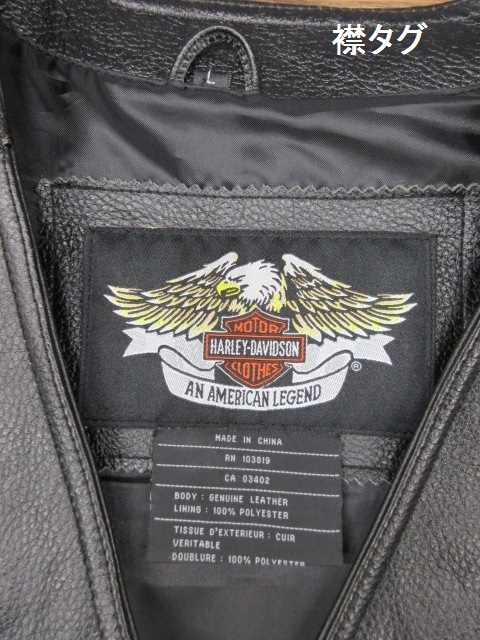 襟タグ
L
MOTOR
HARLEY-DAVIDSON
CLOTHES
AN AMERICAN LEGEND
®
MADE IN CHINA
RN 103819
CA 03402
BODY : GENUINE LEATHER
LINING : 100% POLYESTER
TISSUE D'EXTERIEUR : CUIR
VERITABLE
DOUBLURE : 100% POLYESTER